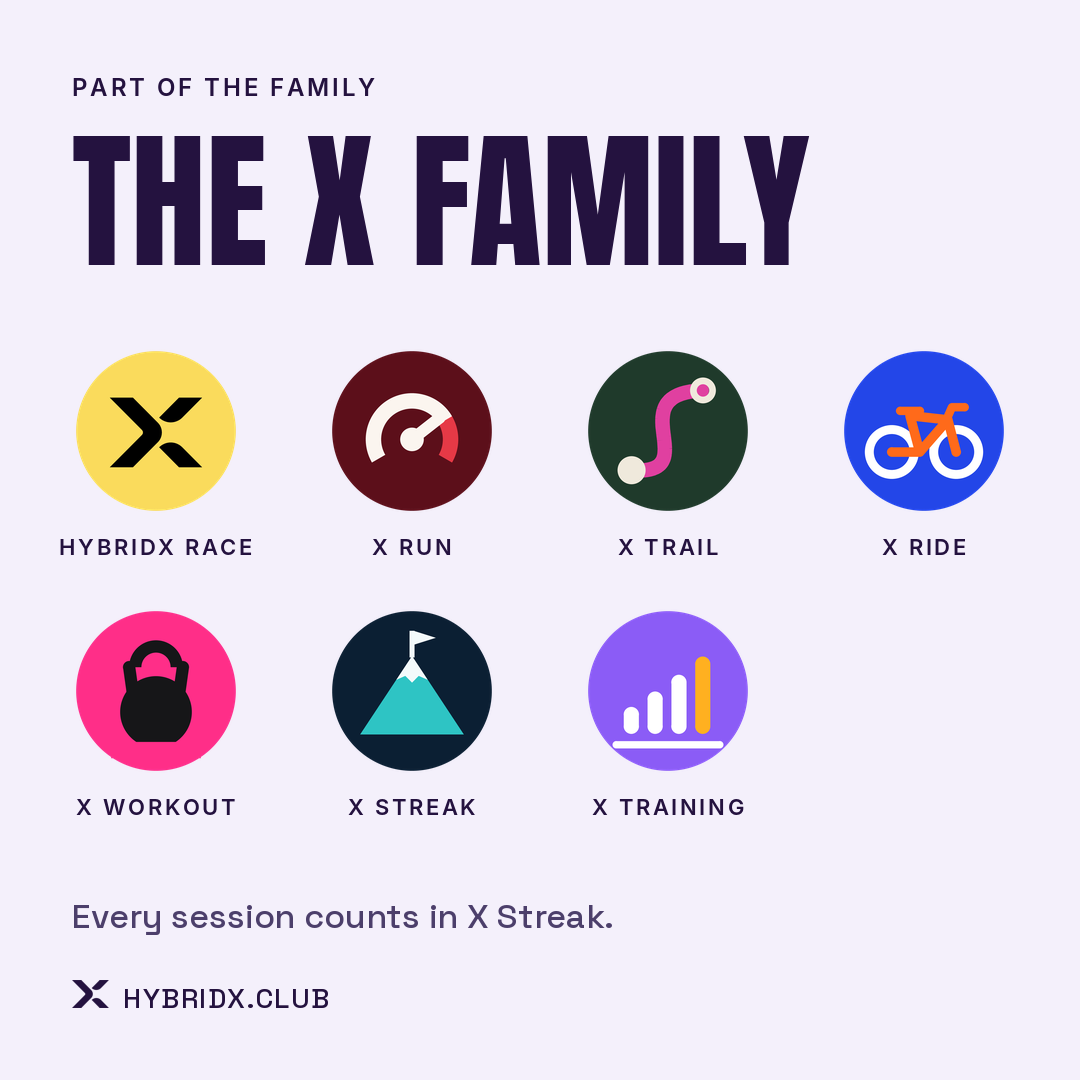 PART OF THE FAMILY
THE X FAMILY
HYBRIDX RACE
X RUN
X TRAIL
X RIDE
X WORKOUT
X STREAK
X TRAINING
Every session counts in X Streak.
HYBRIDX.CLUB